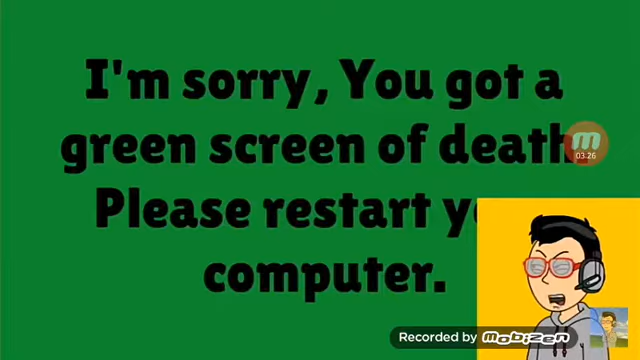 I'm sorry, You got a
green screen of death.
03:26
Please restart
computer.
Recorded by mobizen